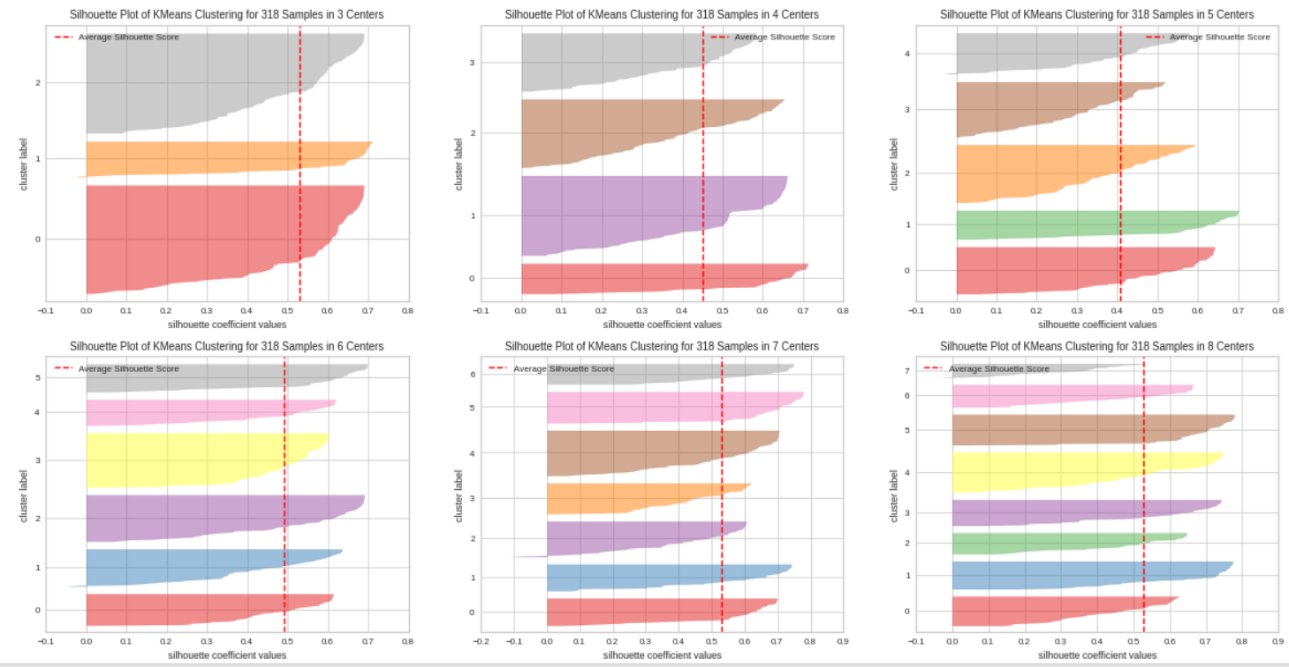 Silhouette Plot of KMeans Clustering for 318 Samples in 3 Centers
Average Silhouette Score
2
1
0
cluster label
-0.1 0.0 0.1 0.2 0.3 0.4 0.5 0.6 0.7 0.8
silhouette coefficient values
Silhouette Plot of KMeans Clustering for 318 Samples in 4 Centers
Average Silhouette Score
3
2
1
0
cluster label
-0.1 0.0 0.1 0.2 0.3 0.4 0.5 0.6 0.7 0.8
silhouette coefficient values
Silhouette Plot of KMeans Clustering for 318 Samples in 5 Centers
Average Silhouette Score
4
3
2
1
0
cluster label
-0.1 0.0 0.1 0.2 0.3 0.4 0.5 0.6 0.7 0.8
silhouette coefficient values
Silhouette Plot of KMeans Clustering for 318 Samples in 6 Centers
Average Silhouette Score
5
4
3
2
1
0
cluster label
-0.1 0.0 0.1 0.2 0.3 0.4 0.5 0.6 0.7 0.8
silhouette coefficient values
Silhouette Plot of KMeans Clustering for 318 Samples in 7 Centers
Average Silhouette Score
6
5
4
3
2
1
0
cluster label
-0.2 -0.1 0.0 0.1 0.2 0.3 0.4 0.5 0.6 0.7 0.8 0.9
silhouette coefficient values
Silhouette Plot of KMeans Clustering for 318 Samples in 8 Centers
Average Silhouette Score
7
6
5
4
3
2
1
0
cluster label
-0.1 0.0 0.1 0.2 0.3 0.4 0.5 0.6 0.7 0.8 0.9
silhouette coefficient values